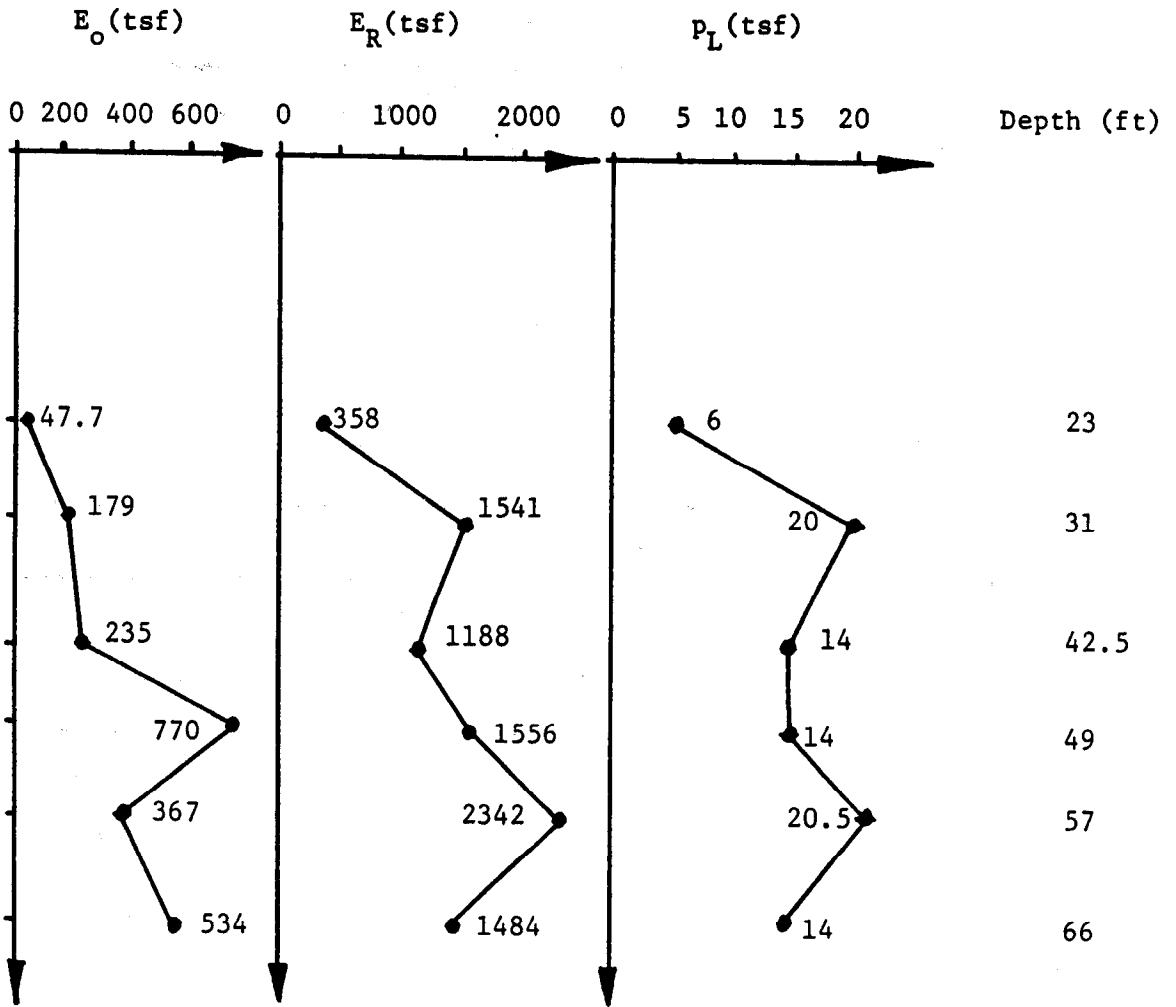 E_o(tsf) E_R(tsf) p_L(tsf)
0 200 400 600 0 1000 2000 0 5 10 15 20 Depth (ft)
47.7 358 6 23
179 1541 20 31
235 1188 14 42.5
770 1556 14 49
367 2342 20.5 57
534 1484 14 66